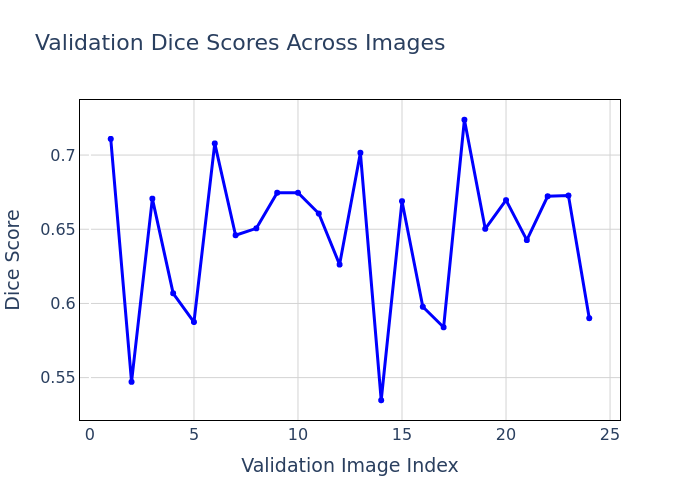 Validation Dice Scores Across Images
0.7
0.65
0.6
0.55
Dice Score
0 5 10 15 20 25
Validation Image Index